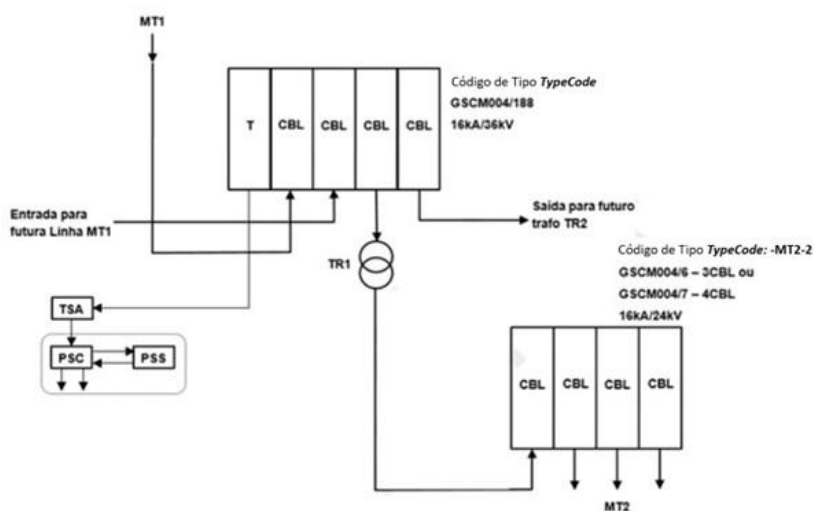 MT1
Código de Tipo TypeCode
GSCM004/188
16kA/36kV
T CBL CBL CBL CBL
Entrada para
futura Linha MT1
Saída para futuro
trafo TR2
Código de Tipo TypeCode: -MT2-2
GSCM004/6 – 3CBL ou
GSCM004/7 – 4CBL
16kA/24kV
TR1
TSA
PSC PSS
CBL CBL CBL CBL
MT2